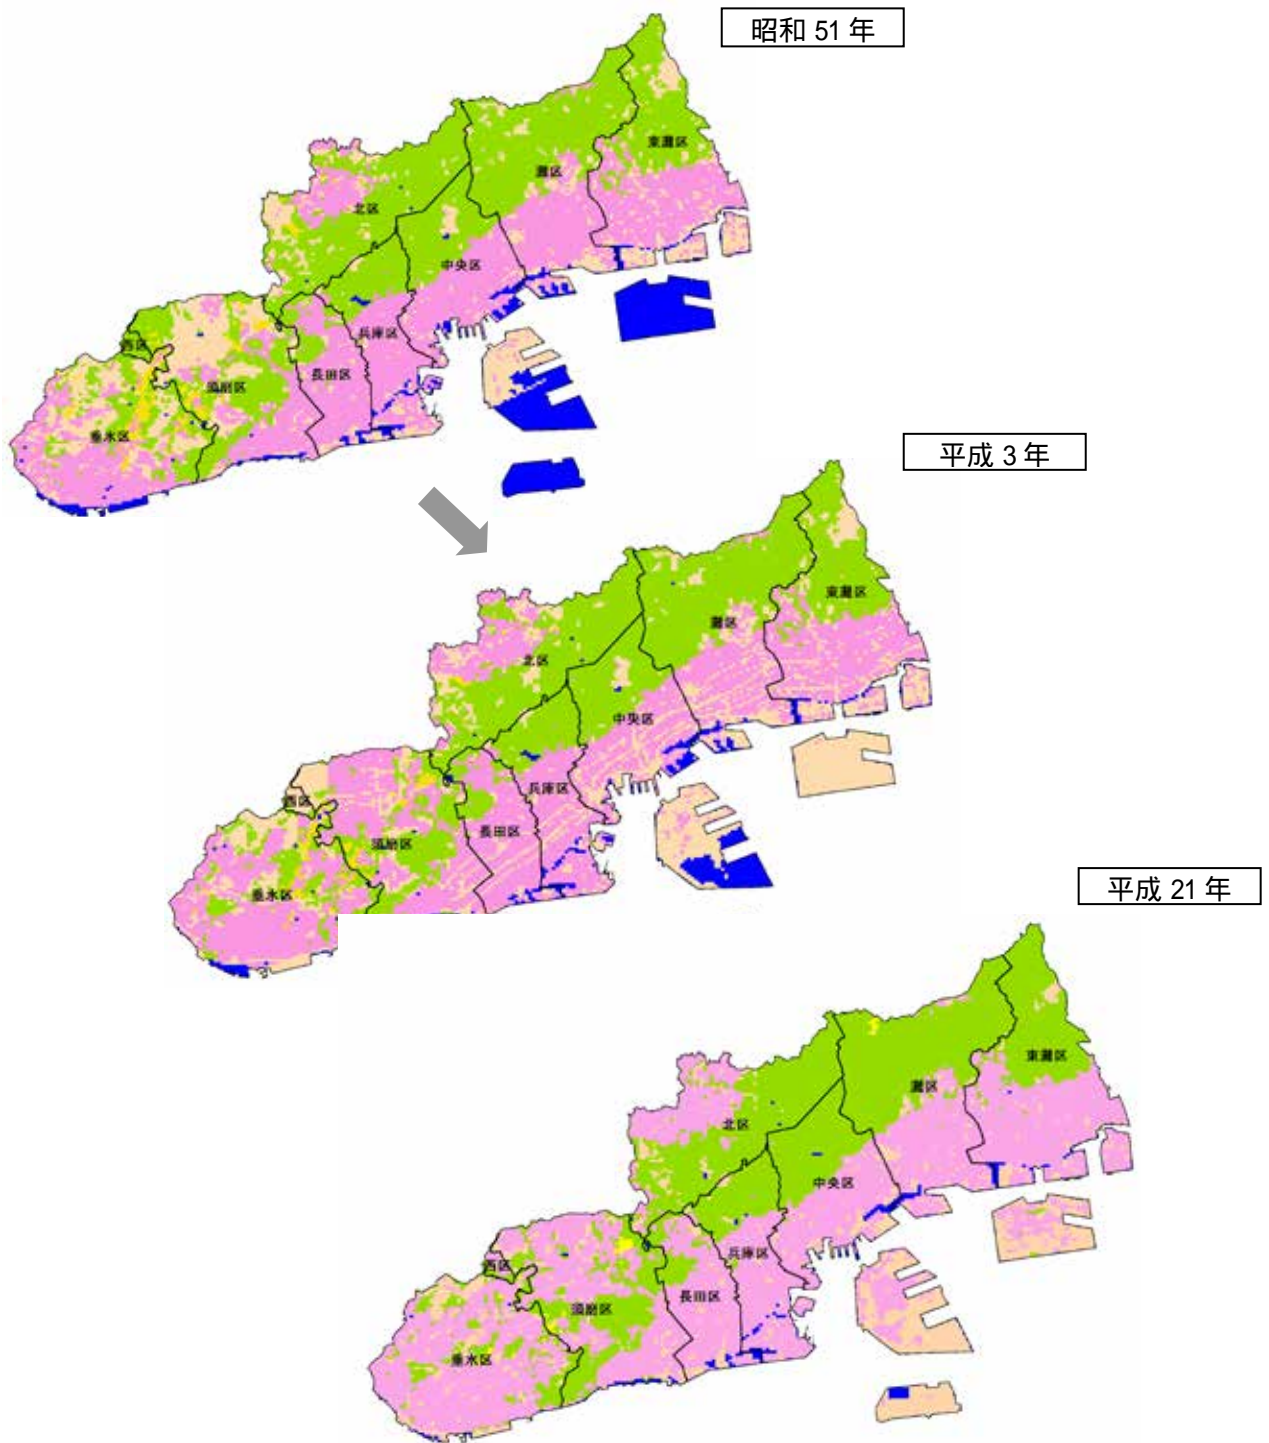 昭和 51 年
東灘区
灘区
北区
中央区
兵庫区
西区
長田区
須磨区
垂水区
平成 3 年
東灘区
灘区
北区
中央区
兵庫区
西区
長田区
須磨区
垂水区
平成 21 年
東灘区
灘区
北区
中央区
兵庫区
西区
長田区
須磨区
垂水区